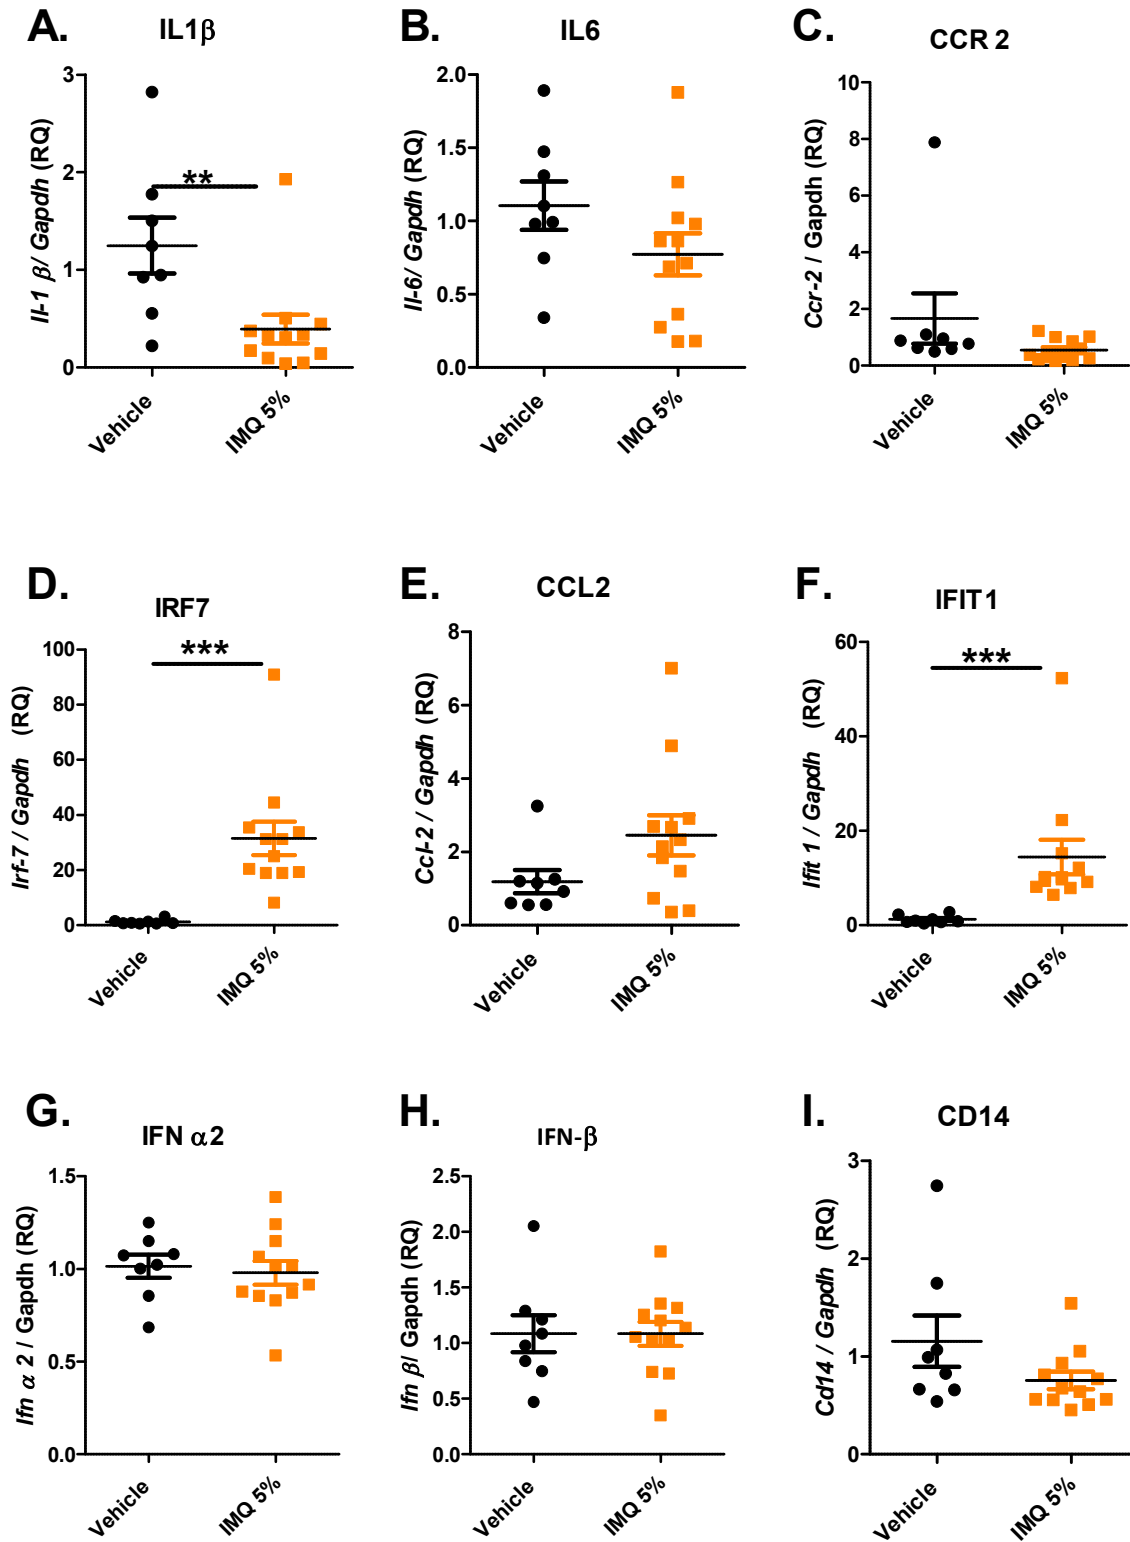 A.
IL1β
Il-1 β/ Gapdh (RQ)
3
2
1
0
**
Vehicle
IMQ 5%
B.
IL6
Il-6/ Gapdh (RQ)
2.0
1.5
1.0
0.5
0.0
Vehicle
IMQ 5%
C.
CCR 2
Ccr-2 / Gapdh (RQ)
10
8
6
4
2
0
Vehicle
IMQ 5%
D.
IRF7
Irf-7 / Gapdh (RQ)
100
80
60
40
20
0
***
Vehicle
IMQ 5%
E.
CCL2
Ccl-2 / Gapdh (RQ)
8
6
4
2
0
Vehicle
IMQ 5%
F.
IFIT1
Ifit 1 / Gapdh (RQ)
60
40
20
0
***
Vehicle
IMQ 5%
G.
IFN α2
Ifn α 2 / Gapdh (RQ)
1.5
1.0
0.5
0.0
Vehicle
IMQ 5%
H.
IFN-β
Ifn β/ Gapdh (RQ)
2.5
2.0
1.5
1.0
0.5
0.0
Vehicle
IMQ 5%
I.
CD14
Cd14 / Gapdh (RQ)
3
2
1
0
Vehicle
IMQ 5%